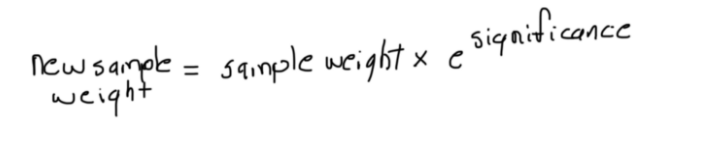 new sample = sample weight × e^significance
weight